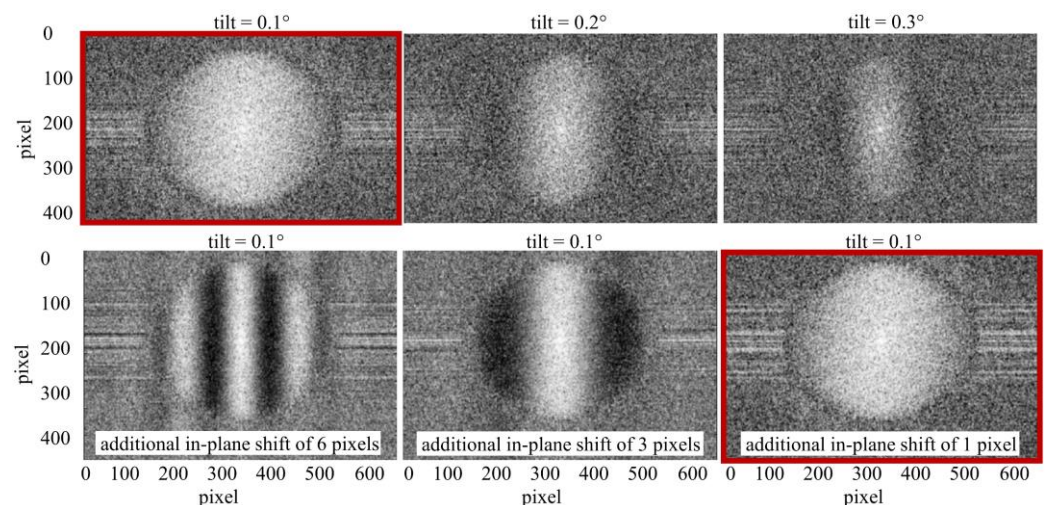 tilt = 0.1° tilt = 0.2° tilt = 0.3°
0
100
200
300
400
pixel
tilt = 0.1° tilt = 0.1° tilt = 0.1°
0
100
200
300
400
pixel
additional in-plane shift of 6 pixels additional in-plane shift of 3 pixels additional in-plane shift of 1 pixel
0 100 200 300 400 500 600 0 100 200 300 400 500 600 0 100 200 300 400 500 600
pixel pixel pixel